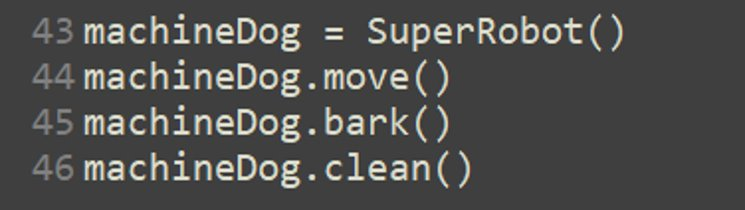 43 machineDog = SuperRobot()
44 machineDog.move()
45 machineDog.bark()
46 machineDog.clean()